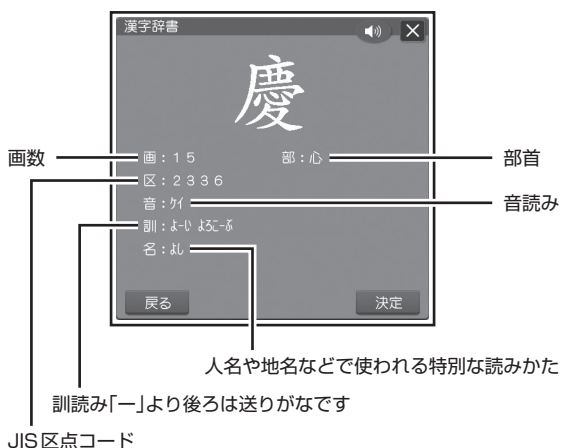 漢字辞書
慶
画数
画：１５
部：心
部首
区：２３３６
音：ｹｲ
音読み
訓：よｰい よろこｰぶ
名：よし
戻る
決定
人名や地名などで使われる特別な読みかた
訓読み「ー」より後ろは送りがなです
JIS区点コード